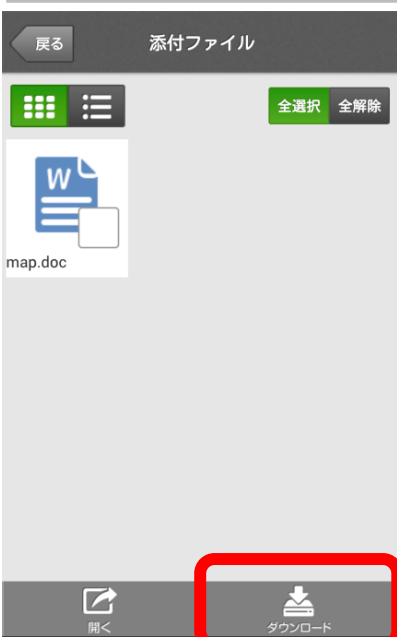 戻る
添付ファイル
全選択 全解除
W
map.doc
開く
ダウンロード